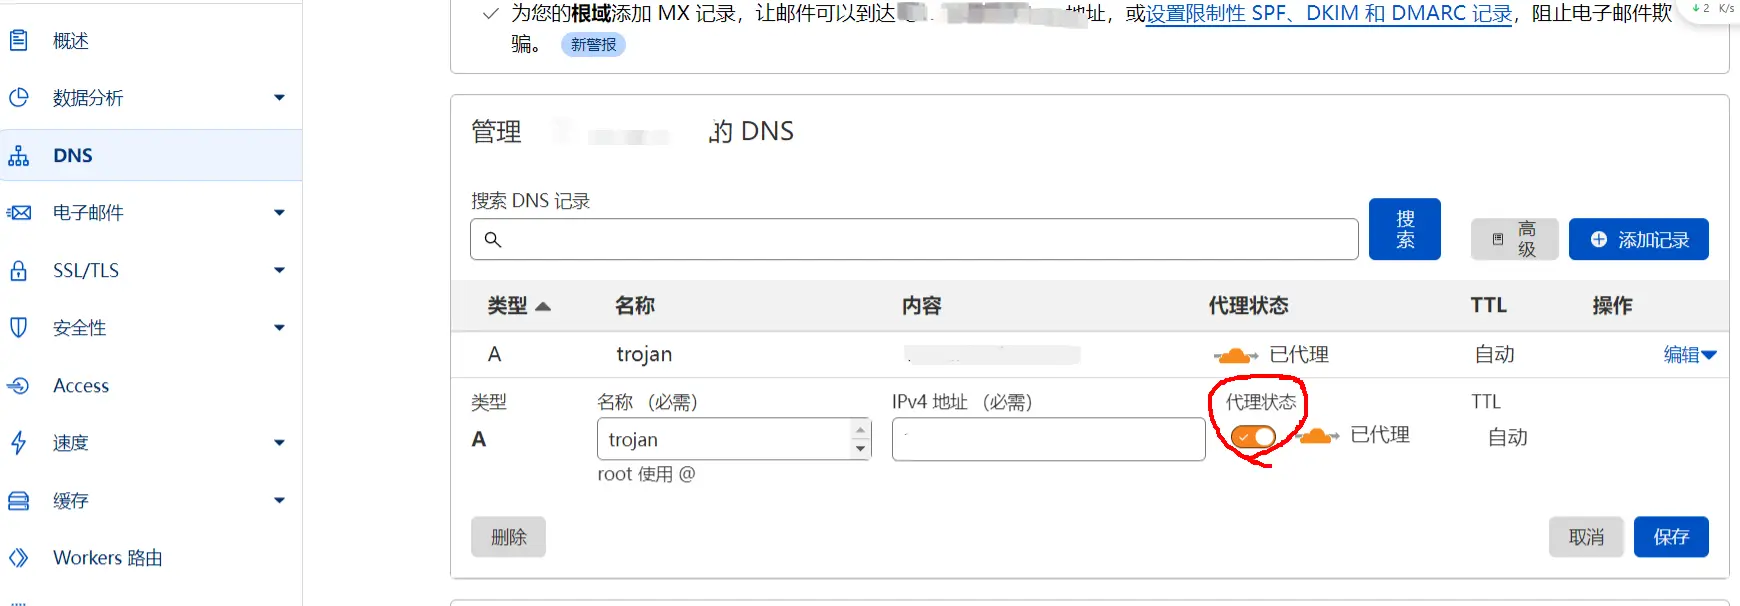 为您的根域添加 MX 记录，让邮件可以到达 地址，或设置限制性 SPF、DKIM 和 DMARC 记录，阻止电子邮件欺
骗。 新警报
↓ 2 K/s
概述
数据分析
DNS
电子邮件
SSL/TLS
安全性
Access
速度
缓存
Workers 路由
管理 的 DNS
搜索 DNS 记录
搜索
高级
添加记录
类型 名称 内容 代理状态 TTL 操作
A trojan 已代理 自动 编辑
类型 名称 （必需） IPv4 地址 （必需） 代理状态 TTL
A trojan 已代理 自动
root 使用 @
删除 取消 保存